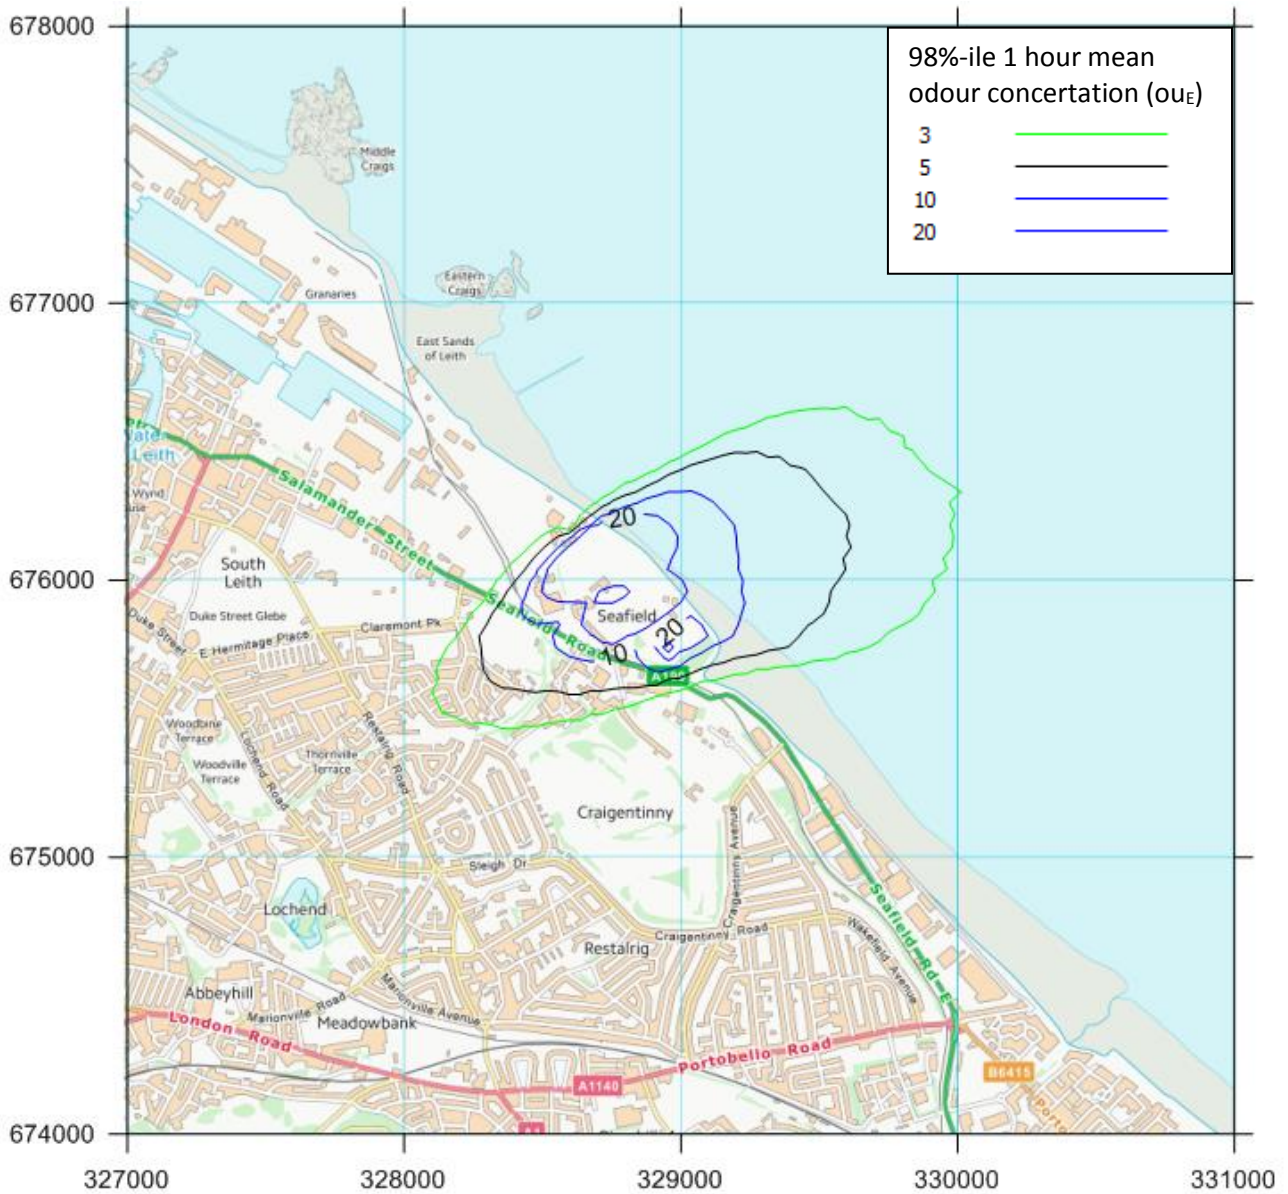 678000
677000
676000
675000
674000
327000
328000
329000
330000
331000
98%-ile 1 hour mean
odour concertation (ouE)
3
5
10
20
Middle
Craigs
Granaries
Eastern
Craigs
East Sands
of Leith
Leith
Wynd
Salamander Street
South
Leith
Duke Street Glebe
Duke Street
E Hermitage Place
Claremont Pk
Seafield Road
Seafield
20
20
10
Woodbine
Terrace
Woodville
Terrace
Lochend Road
Thornville
Terrace
Restalrig Road
Craigentinny
Craigentinny Avenue
Sleigh Dr
Lochend
Restalrig
Craigentinny Road
Wakefield Avenue
Seafield Rd E
Abbeyhill
Marionville Road
Marionville Avenue
Meadowbank
London Road
Portobello Road
A1140
B6415
A1